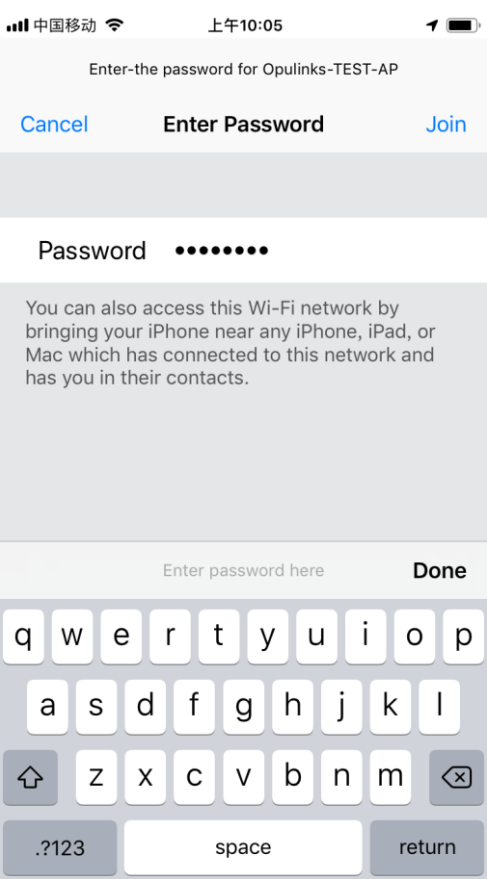 中国移动
上午10:05
Enter-the password for Opulinks-TEST-AP
Cancel
Enter Password
Join
Password ••••••••
You can also access this Wi-Fi network by
bringing your iPhone near any iPhone, iPad, or
Mac which has connected to this network and
has you in their contacts.
Enter password here
Done
q w e r t y u i o p
a s d f g h j k l
z x c v b n m
.?123 space return